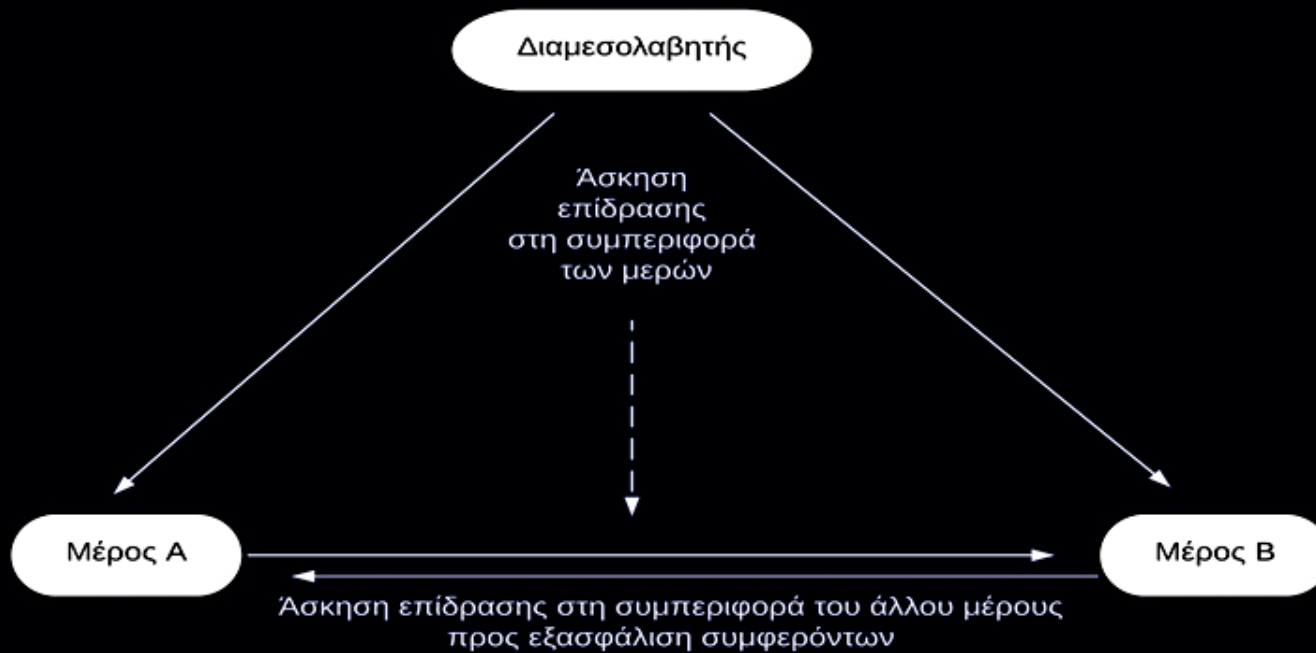 Διαμεσολαβητής
Άσκηση
επίδρασης
στη συμπεριφορά
των μερών
Μέρος Α
Μέρος Β
Άσκηση επίδρασης στη συμπεριφορά του άλλου μέρους
προς εξασφάλιση συμφερόντων